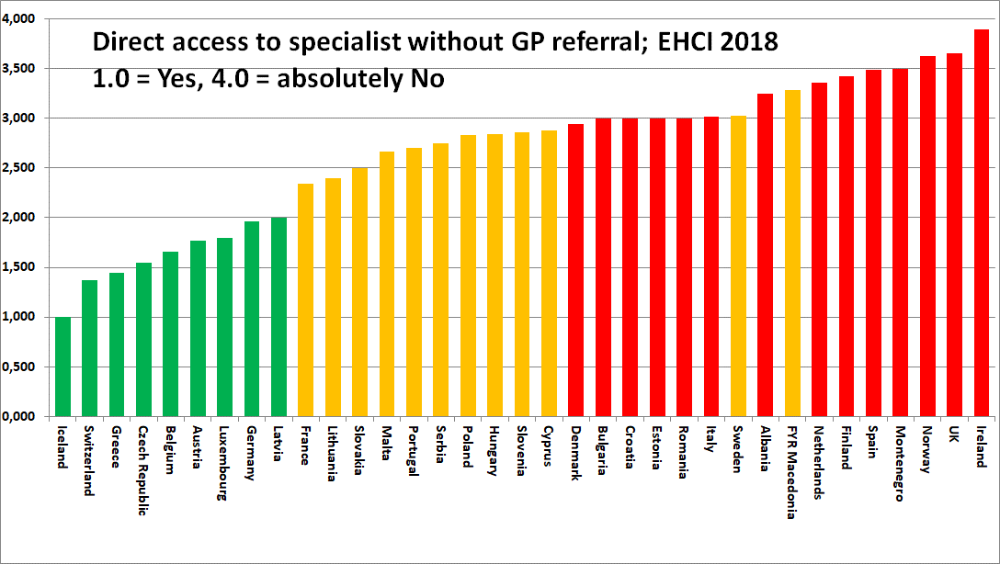 Direct access to specialist without GP referral; EHCI 2018
1.0 = Yes, 4.0 = absolutely No
4,000
3,500
3,000
2,500
2,000
1,500
1,000
0,500
0,000
Iceland
Switzerland
Greece
Czech Republic
Belgium
Austria
Luxembourg
Germany
Latvia
France
Lithuania
Slovakia
Malta
Portugal
Serbia
Poland
Hungary
Slovenia
Cyprus
Denmark
Bulgaria
Croatia
Estonia
Romania
Italy
Sweden
Albania
FYR Macedonia
Netherlands
Finland
Spain
Montenegro
Norway
UK
Ireland